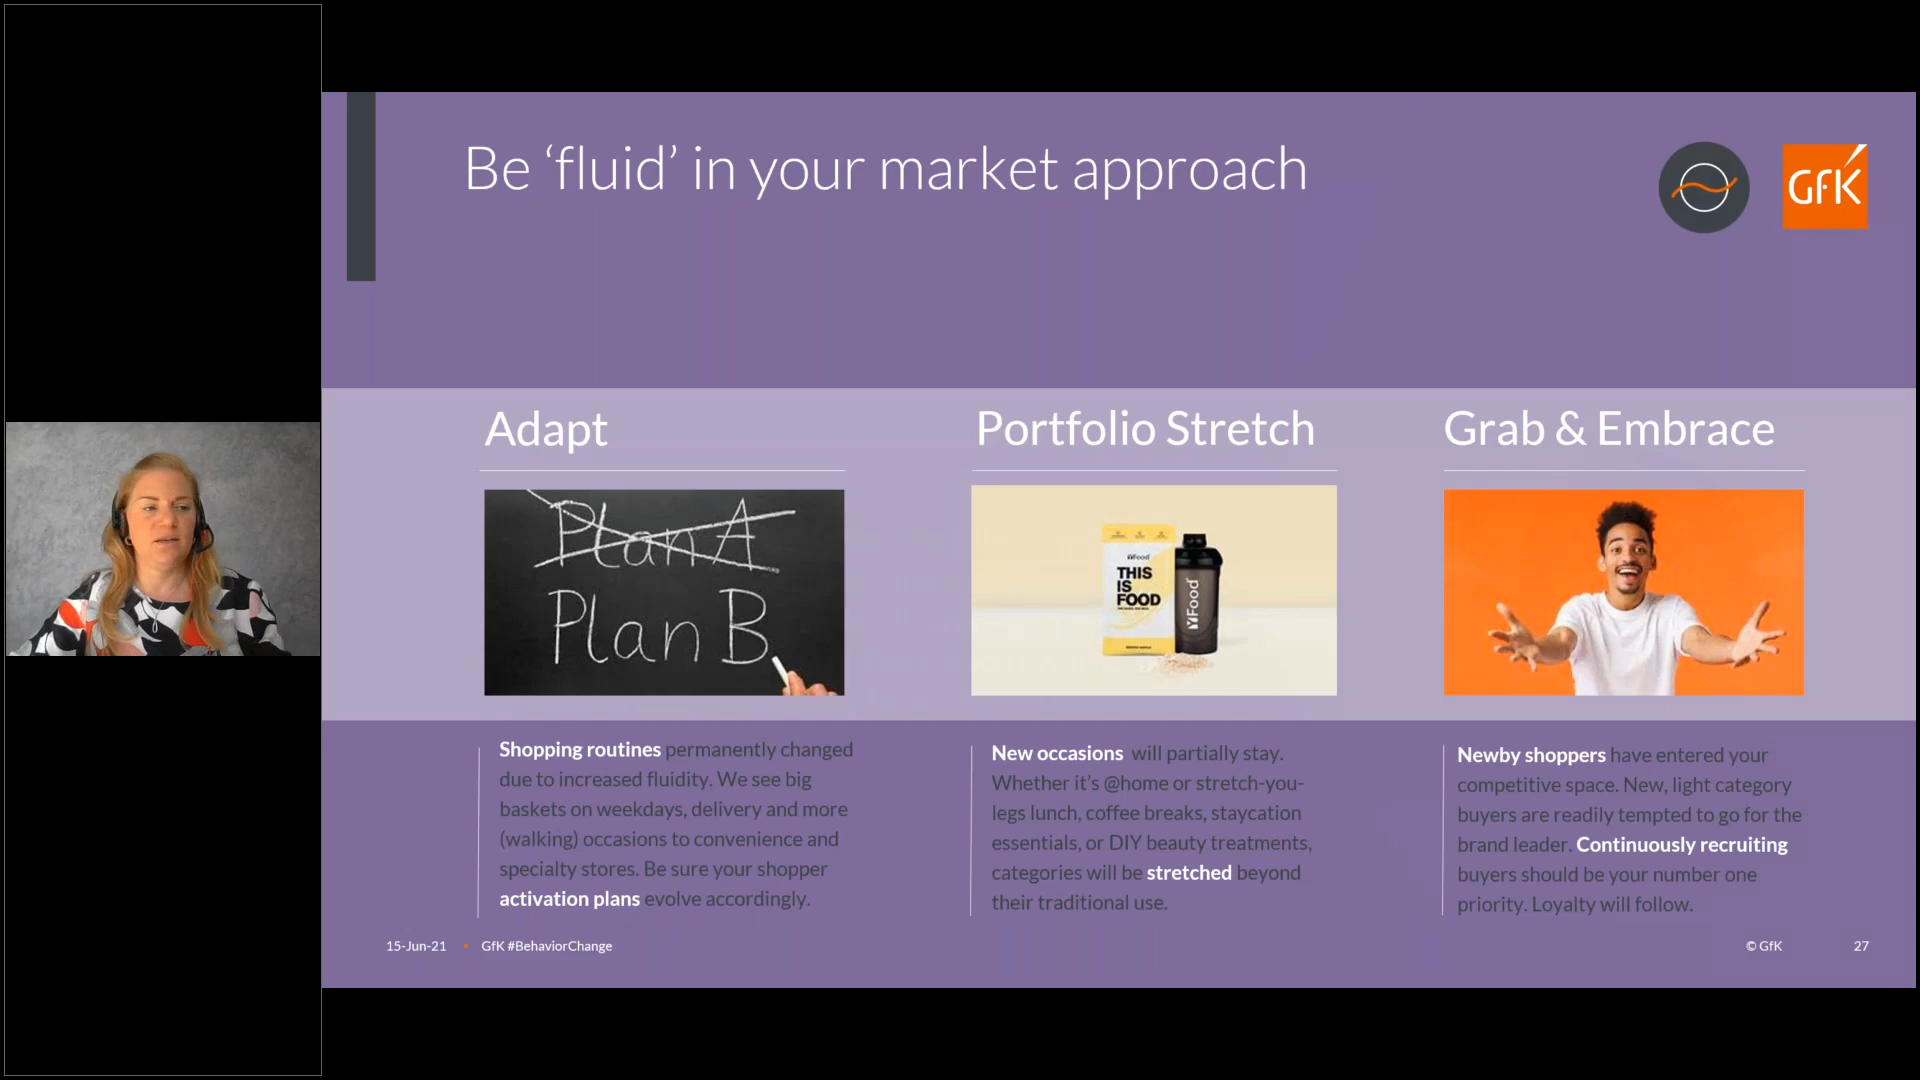 Be ‘fluid’ in your market approach
GfK
Adapt
Plan A
Plan B
Shopping routines permanently changed
due to increased fluidity. We see big
baskets on weekdays, delivery and more
(walking) occasions to convenience and
specialty stores. Be sure your shopper
activation plans evolve accordingly.
Portfolio Stretch
YFood
THIS
IS
FOOD
YFood
New occasions will partially stay.
Whether it’s @home or stretch-you-
legs lunch, coffee breaks, staycation
essentials, or DIY beauty treatments,
categories will be stretched beyond
their traditional use.
Grab & Embrace
Newby shoppers have entered your
competitive space. New, light category
buyers are readily tempted to go for the
brand leader. Continuously recruiting
buyers should be your number one
priority. Loyalty will follow.
15-Jun-21 • GfK #BehaviorChange
© GfK 27